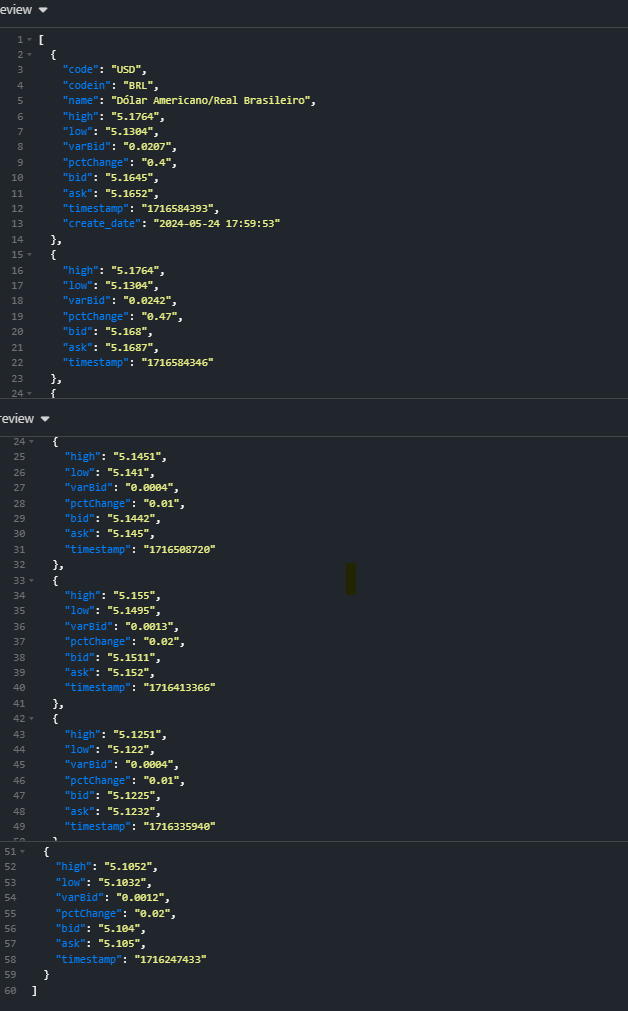 eview
1 [
2 {
3 "code": "USD",
4 "codein": "BRL",
5 "name": "Dólar Americano/Real Brasileiro",
6 "high": "5.1764",
7 "low": "5.1304",
8 "varBid": "0.0207",
9 "pctChange": "0.4",
10 "bid": "5.1645",
11 "ask": "5.1652",
12 "timestamp": "1716584393",
13 "create_date": "2024-05-24 17:59:53"
14 },
15 {
16 "high": "5.1764",
17 "low": "5.1304",
18 "varBid": "0.0242",
19 "pctChange": "0.47",
20 "bid": "5.168",
21 "ask": "5.1687",
22 "timestamp": "1716584346"
23 },
24 {
review
24 {
25 "high": "5.1451",
26 "low": "5.141",
27 "varBid": "0.0004",
28 "pctChange": "0.01",
29 "bid": "5.1442",
30 "ask": "5.145",
31 "timestamp": "1716508720"
32 },
33 {
34 "high": "5.155",
35 "low": "5.1495",
36 "varBid": "0.0013",
37 "pctChange": "0.02",
38 "bid": "5.1511",
39 "ask": "5.152",
40 "timestamp": "1716413366"
41 },
42 {
43 "high": "5.1251",
44 "low": "5.122",
45 "varBid": "0.0004",
46 "pctChange": "0.01",
47 "bid": "5.1225",
48 "ask": "5.1232",
49 "timestamp": "1716335940"
51 {
52 "high": "5.1052",
53 "low": "5.1032",
54 "varBid": "0.0012",
55 "pctChange": "0.02",
56 "bid": "5.104",
57 "ask": "5.105",
58 "timestamp": "1716247433"
59 }
60 ]